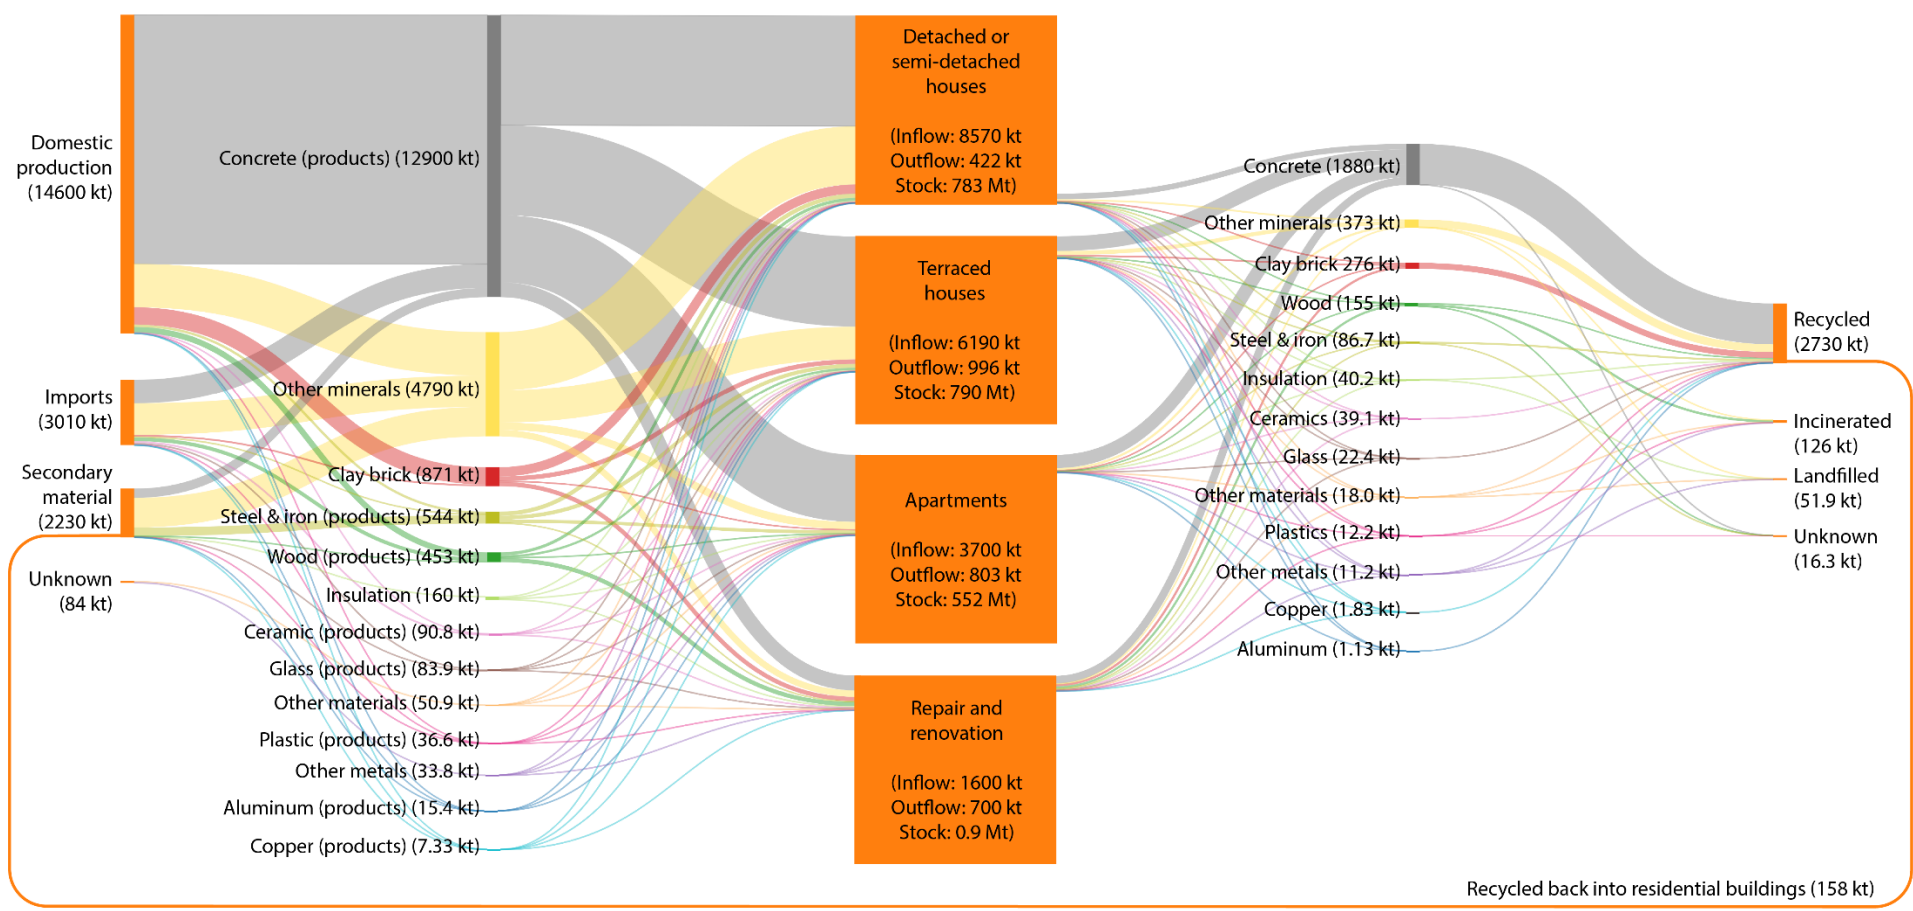 Domestic
production
(14600 kt)
Imports
(3010 kt)
Secondary
material
(2230 kt)
Unknown
(84 kt)
Concrete (products) (12900 kt)
Other minerals (4790 kt)
Clay brick (871 kt)
Steel & iron (products) (544 kt)
Wood (products) (453 kt)
Insulation (160 kt)
Ceramic (products) (90.8 kt)
Glass (products) (83.9 kt)
Other materials (50.9 kt)
Plastic (products) (36.6 kt)
Other metals (33.8 kt)
Aluminum (products) (15.4 kt)
Copper (products) (7.33 kt)
Detached or
semi-detached
houses
(Inflow: 8570 kt
Outflow: 422 kt
Stock: 783 Mt)
Terraced
houses
(Inflow: 6190 kt
Outflow: 996 kt
Stock: 790 Mt)
Apartments
(Inflow: 3700 kt
Outflow: 803 kt
Stock: 552 Mt)
Repair and
renovation
(Inflow: 1600 kt
Outflow: 700 kt
Stock: 0.9 Mt)
Concrete (1880 kt)
Other minerals (373 kt)
Clay brick 276 kt)
Wood (155 kt)
Steel & iron (86.7 kt)
Insulation (40.2 kt)
Ceramics (39.1 kt)
Glass (22.4 kt)
Other materials (18.0 kt)
Plastics (12.2 kt)
Other metals (11.2 kt)
Copper (1.83 kt)
Aluminum (1.13 kt)
Recycled
(2730 kt)
Incinerated
(126 kt)
Landfilled
(51.9 kt)
Unknown
(16.3 kt)
Recycled back into residential buildings (158 kt)